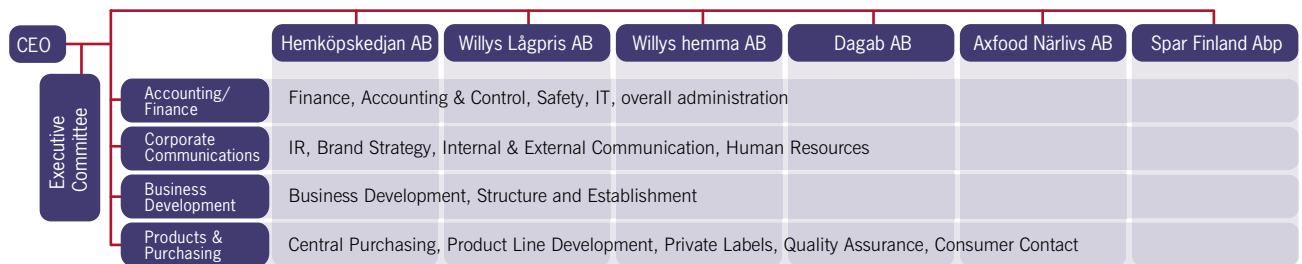 CEO
Hemköpskedjan AB
Willys Lågpris AB
Willys hemma AB
Dagab AB
Axfood Närlivs AB
Spar Finland Abp
Executive
Committee
Accounting/
Finance
Finance, Accounting & Control, Safety, IT, overall administration
Corporate
Communications
IR, Brand Strategy, Internal & External Communication, Human Resources
Business
Development
Business Development, Structure and Establishment
Products &
Purchasing
Central Purchasing, Product Line Development, Private Labels, Quality Assurance, Consumer Contact